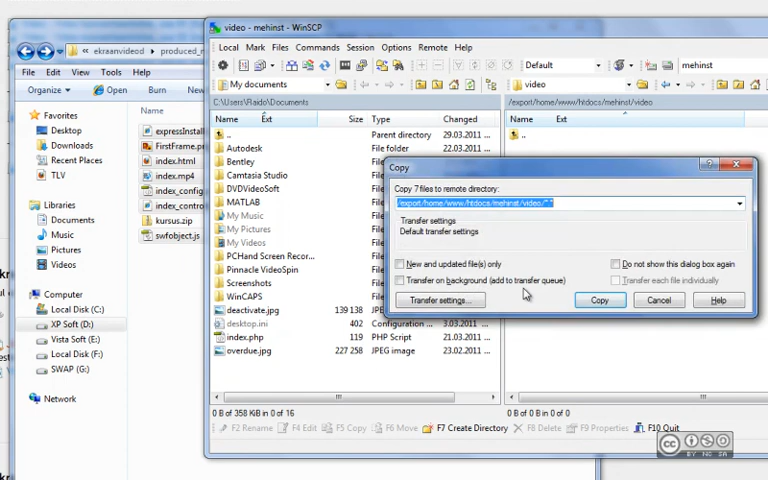 ekraanvideod ▸ produced_n
File Edit View Tools Help
Organize Open Burn Ne
Name
Favorites
Desktop
Downloads
Recent Places
TLV
Libraries
Documents
Music
Pictures
Videos
Computer
Local Disk (C:)
XP Soft (D:)
Vista Soft (E:)
Local Disk (F:)
SWAP (G:)
Network
expressInstall
FirstFrame.pn
index.html
index.mp4
index_config
index_contro
kursus.zip
swfobject.js
video - mehinst - WinSCP
Local Mark Files Commands Session Options Remote Help
Default
mehinst
My documents
video
C:\Users\Raido\Documents
/export/home/www/htdocs/mehinst/video
Name Ext Size Type Changed
Name Ext
.. Parent directory 29.03.2011 ...
Autodesk File folder 22.03.2011 ...
Bentley
Camtasia Studio
DVDVideoSoft
MATLAB
My Music
My Pictures
My Videos
PCHand Screen Recor...
Pinnacle VideoSpin
Screenshots
WinCAPS
deactivate.jpg 139 138 JPEG image
desktop.ini 402 Configuration ... 3.03.2011 ...
index.php 119 PHP Script 21.03.2011 ...
overdue.jpg 227 258 JPEG image 23.02.2011 ...
0 B of 358 KiB in 0 of 16
0 B of 0 B in 0 of 0
F2 Rename F4 Edit F5 Copy F6 Move F7 Create Directory F8 Delete F9 Properties F10 Quit
Copy
Copy 7 files to remote directory:
/export/home/www/htdocs/mehinst/video/*.*
Transfer settings
Default transfer settings
New and updated file(s) only
Do not show this dialog box again
Transfer on background (add to transfer queue)
Transfer each file individually
Transfer settings...
Copy
Cancel
Help
cc
BY NC SA